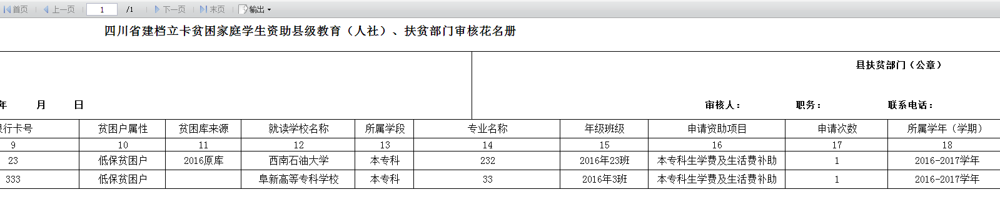 首页 上一页 1 /1 下一页 末页 输出
四川省建档立卡贫困家庭学生资助县级教育（人社）、扶贫部门审核花名册
县扶贫部门（公章）
年 月 日 审核人： 职务： 联系电话：
银行卡号 贫困户属性 贫困库来源 就读学校名称 所属学段 专业名称 年级班级 申请资助项目 申请次数 所属学年（学期）
9 10 11 12 13 14 15 16 17 18
23 低保贫困户 2016原库 西南石油大学 本专科 232 2016年23班 本专科生学费及生活费补助 1 2016-2017学年
333 低保贫困户 阜新高等专科学校 本专科 33 2016年3班 本专科生学费及生活费补助 1 2016-2017学年